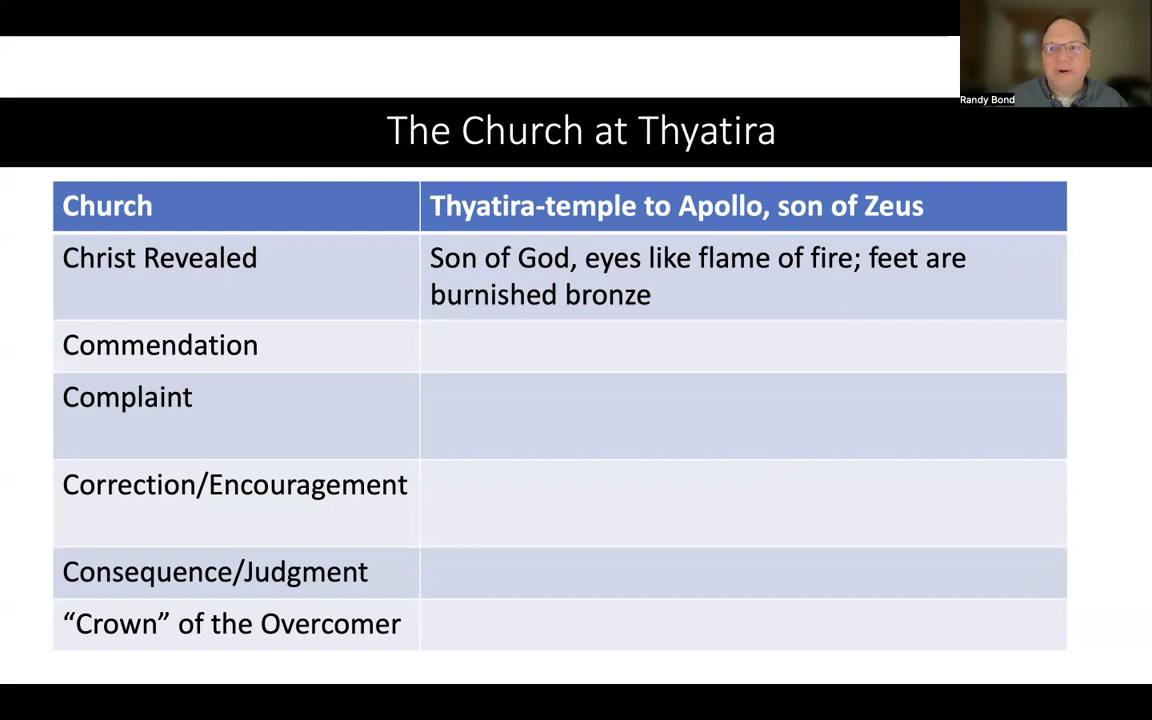 Randy Bond
The Church at Thyatira
Church
Thyatira-temple to Apollo, son of Zeus
Christ Revealed
Son of God, eyes like flame of fire; feet are
burnished bronze
Commendation
Complaint
Correction/Encouragement
Consequence/Judgment
“Crown” of the Overcomer